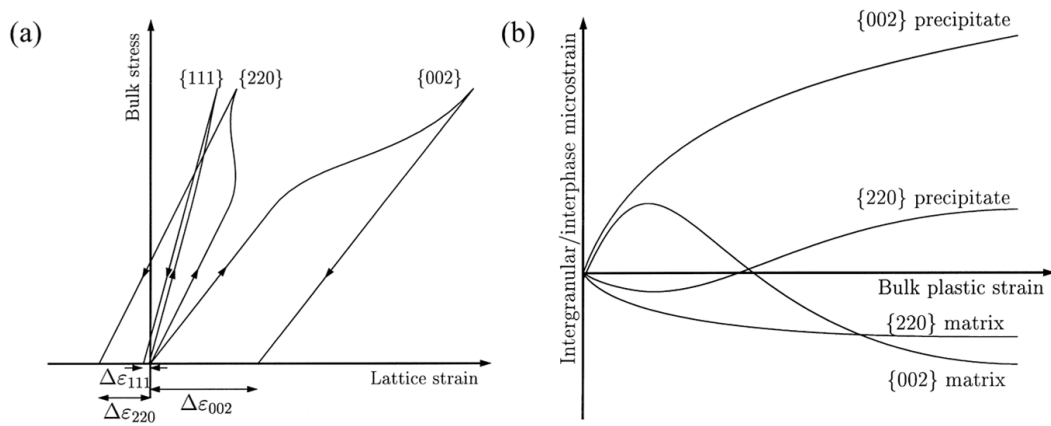 (a)
Bulk stress
{111} {220}
{002}
Lattice strain
Δε111
Δε220
Δε002
(b)
Intergranular/interphase microstrain
{002} precipitate
{220} precipitate
Bulk plastic strain
{220} matrix
{002} matrix